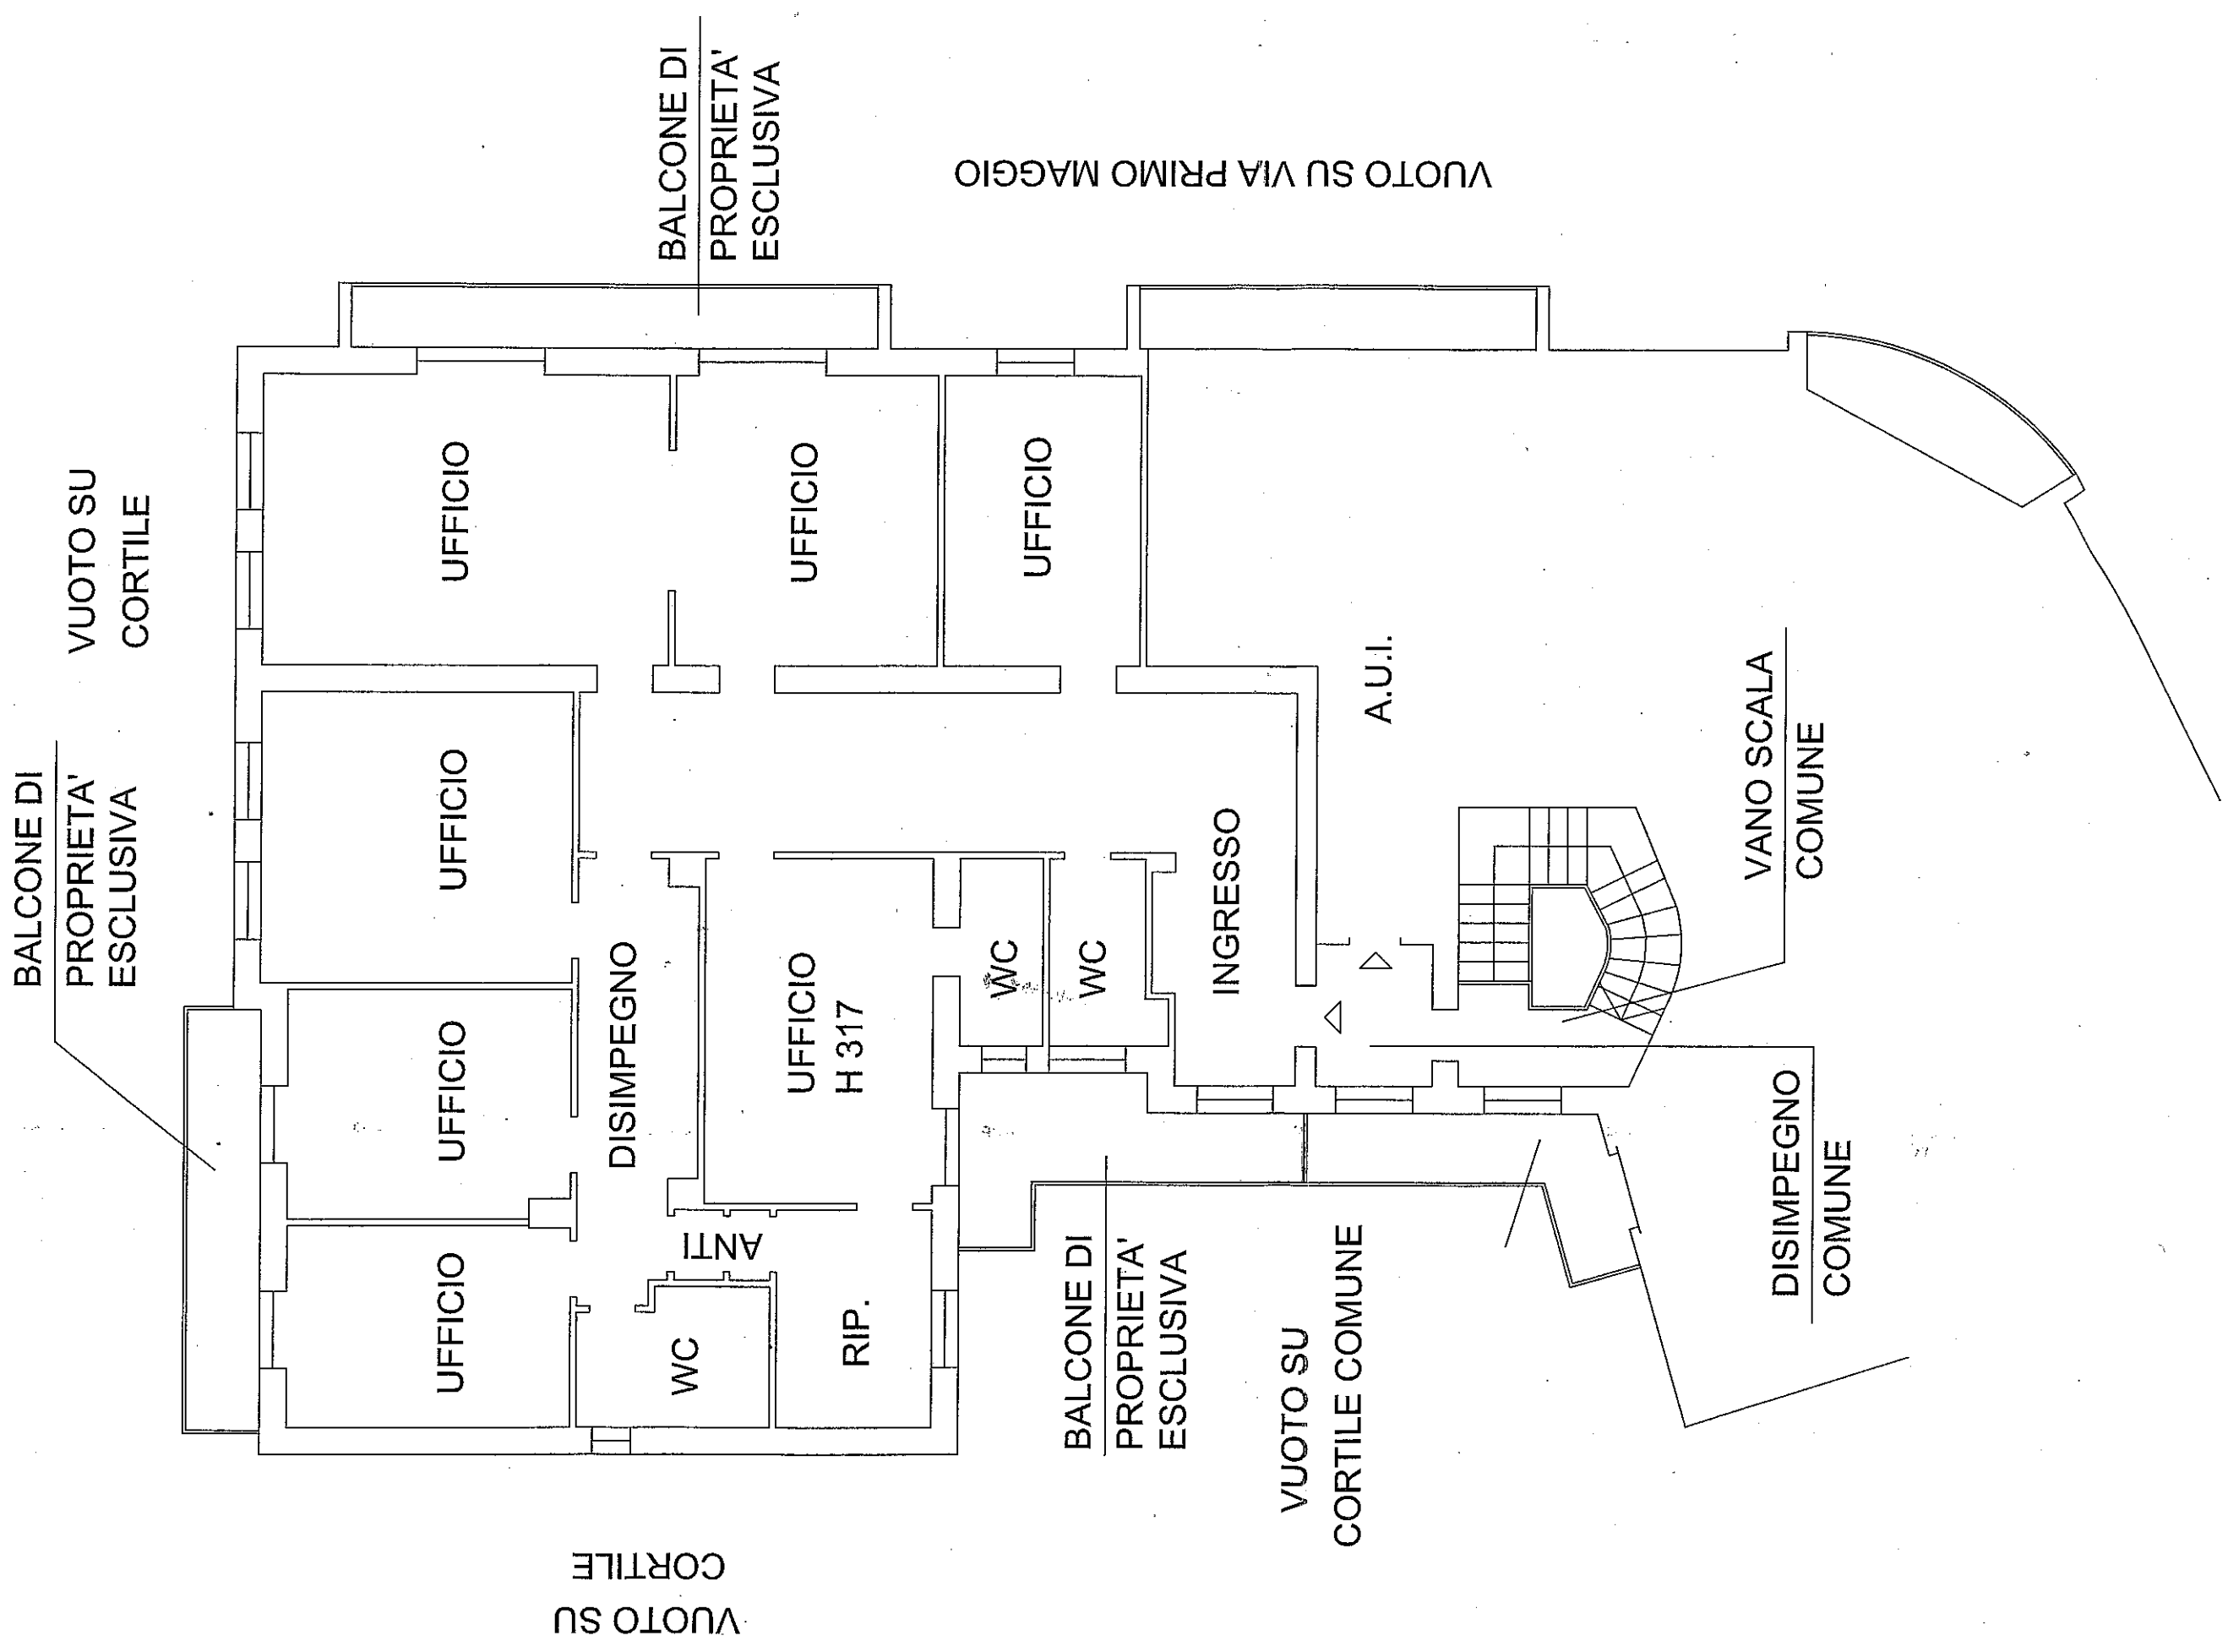 BALCONE DI
PROPRIETA'
ESCLUSIVA
VUOTO SU
CORTILE
BALCONE DI
PROPRIETA'
ESCLUSIVA
VUOTO SU VIA PRIMO MAGGIO
UFFICIO
UFFICIO
UFFICIO
UFFICIO
UFFICIO
UFFICIO
DISIMPEGNO
UFFICIO
H 317
WC
WC
INGRESSO
A.U.I.
ANTI
WC
RIP.
VANO SCALA
COMUNE
DISIMPEGNO
COMUNE
BALCONE DI
PROPRIETA'
ESCLUSIVA
VUOTO SU
CORTILE COMUNE
VUOTO SU
CORTILE